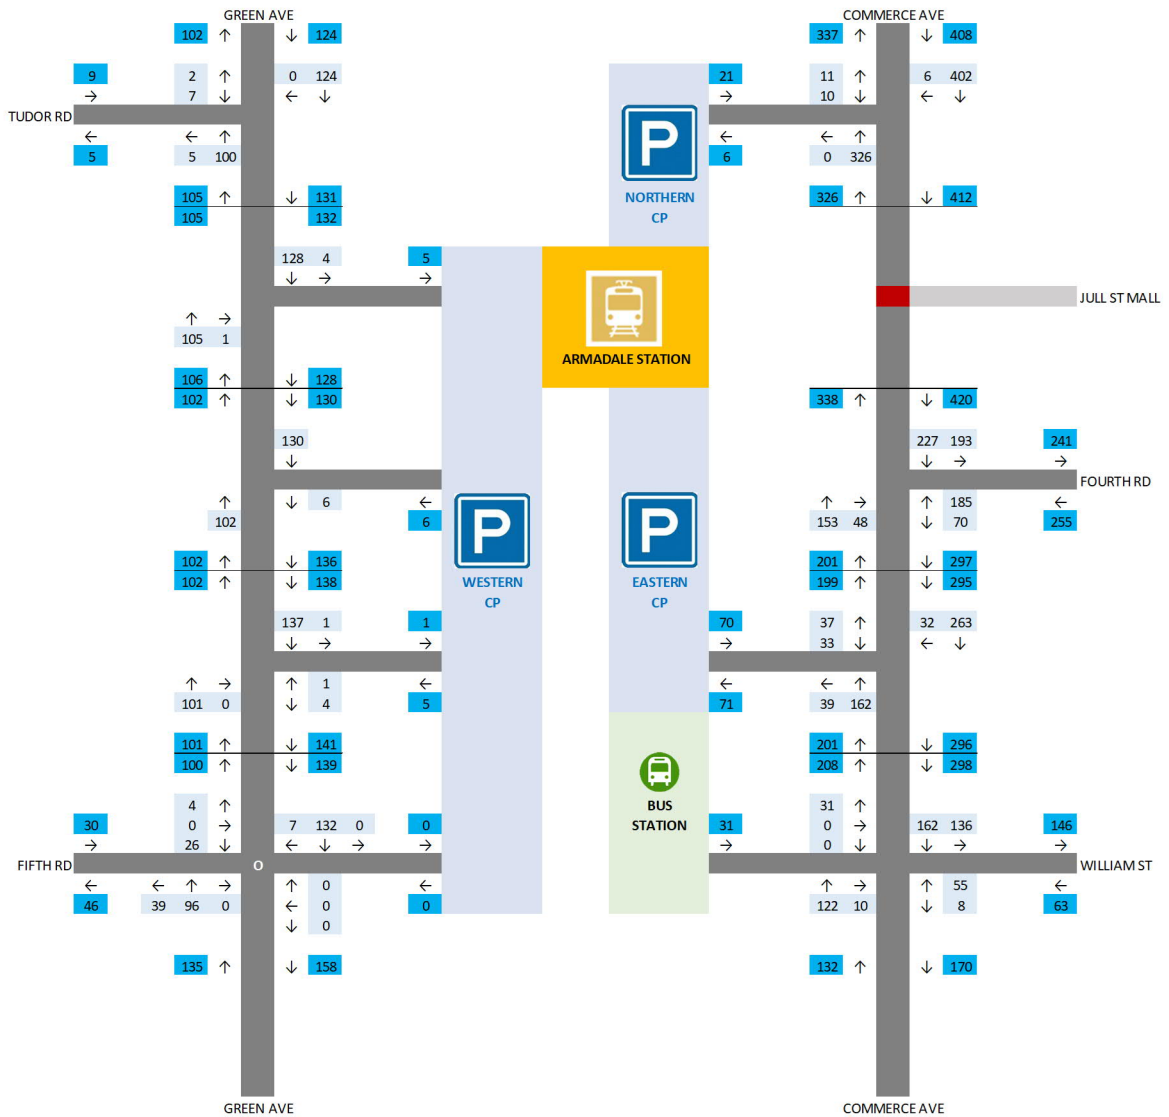 GREEN AVE COMMERCE AVE
102 ↑ ↓ 124 337 ↑ ↓ 408
9 2 ↑ 0 124 21 11 ↑ 6 402
→ 7 ↓ ← ↓ → 10 ↓ ← ↓
TUDOR RD
P
← ← ↑ ← ← ↑
5 5 100 6 0 326
NORTHERN
CP
105 ↑ ↓ 131 326 ↑ ↓ 412
105 132
128 4 5
↓ → →
JULL ST MALL
↑ →
105 1
ARMADALE STATION
106 ↑ ↓ 128
102 ↑ ↓ 130 338 ↑ ↓ 420
130 227 193 241
↓ ↓ → →
FOURTH RD
↑ ↓ 6 ← ↑ → ↑ 185 ←
102 6 153 48 ↓ 70 255
P P
102 ↑ ↓ 136 201 ↑ ↓ 297
102 ↑ ↓ 138 199 ↑ ↓ 295
WESTERN EASTERN
CP CP
137 1 1 70 37 ↑ 32 263
↓ → → → 33 ↓ ← ↓
↑ → ↑ 1 ← ← ← ↑
101 0 ↓ 4 5 71 39 162
101 ↑ ↓ 141 201 ↑ ↓ 296
100 ↑ ↓ 139 208 ↑ ↓ 298
BUS
STATION
4 ↑ 31 ↑
30 0 → 7 132 0 0 31 0 → 162 136 146
→ 26 ↓ ← ↓ → → → 0 ↓ ↓ → →
FIFTH RD O WILLIAM ST
← ← ↑ → ↑ 0 ← ↑ → ↑ 55 ←
46 39 96 0 ← 0 0 122 10 ↓ 8 63
↓ 0
135 ↑ ↓ 158 132 ↑ ↓ 170
GREEN AVE COMMERCE AVE